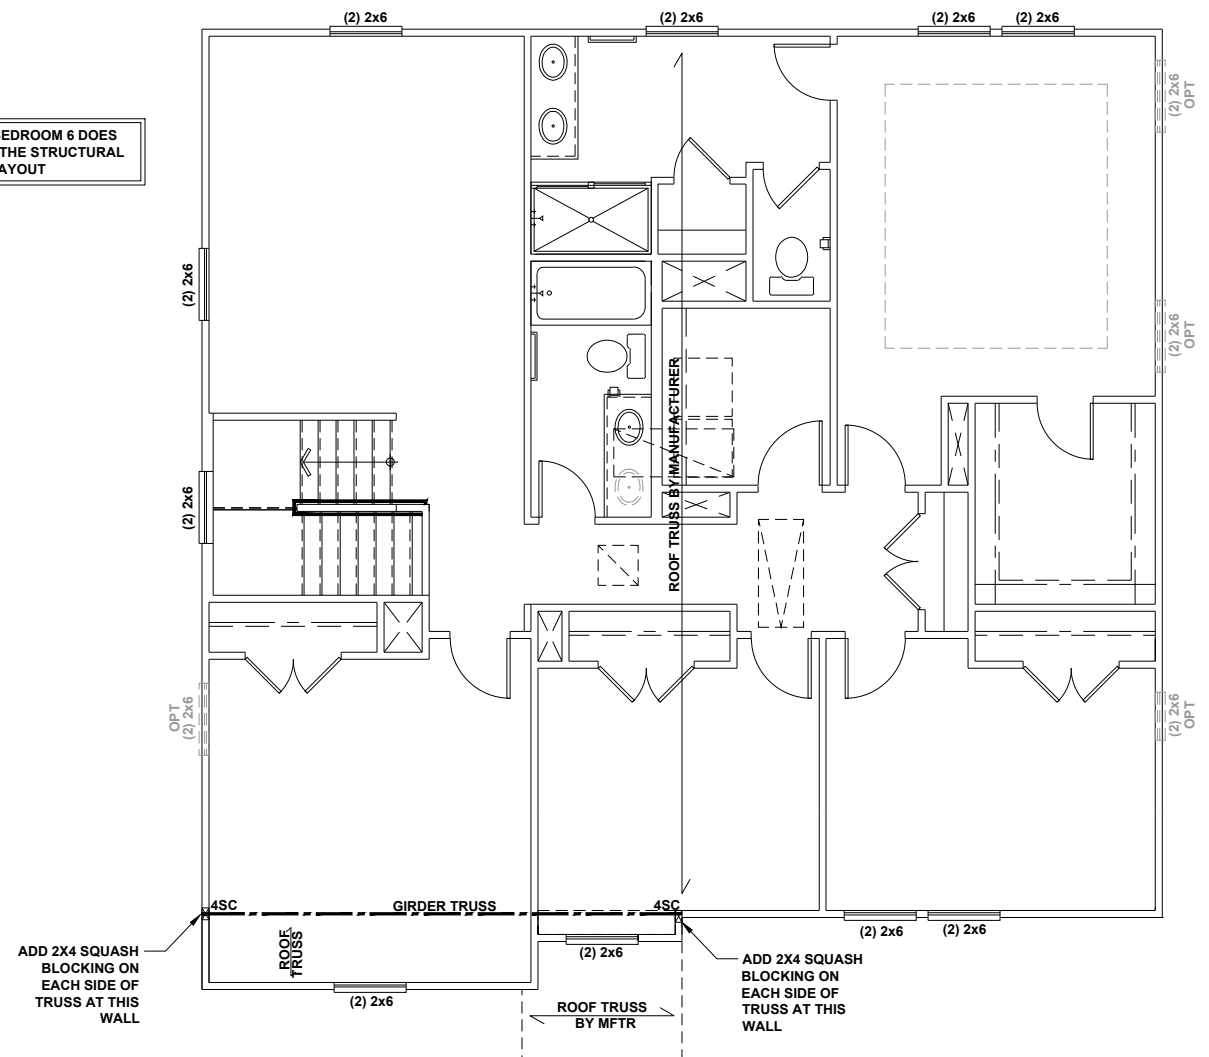 (2) 2x6
(2) 2x6
(2) 2x6
(2) 2x6
(2) 2x6
OPT
BEDROOM 6 DOES
THE STRUCTURAL
AYOUT
(2) 2x6
(2) 2x6
OPT
ROOF TRUSS BY MANUFACTURER
(2) 2x6
OPT
(2) 2x6
(2) 2x6
OPT
4SC
GIRDER TRUSS
4SC
ROOF
TRUSS
(2) 2x6
(2) 2x6
(2) 2x6
ADD 2X4 SQUASH
BLOCKING ON
EACH SIDE OF
TRUSS AT THIS
WALL
ADD 2X4 SQUASH
BLOCKING ON
EACH SIDE OF
TRUSS AT THIS
WALL
(2) 2x6
ROOF TRUSS
BY MFTR